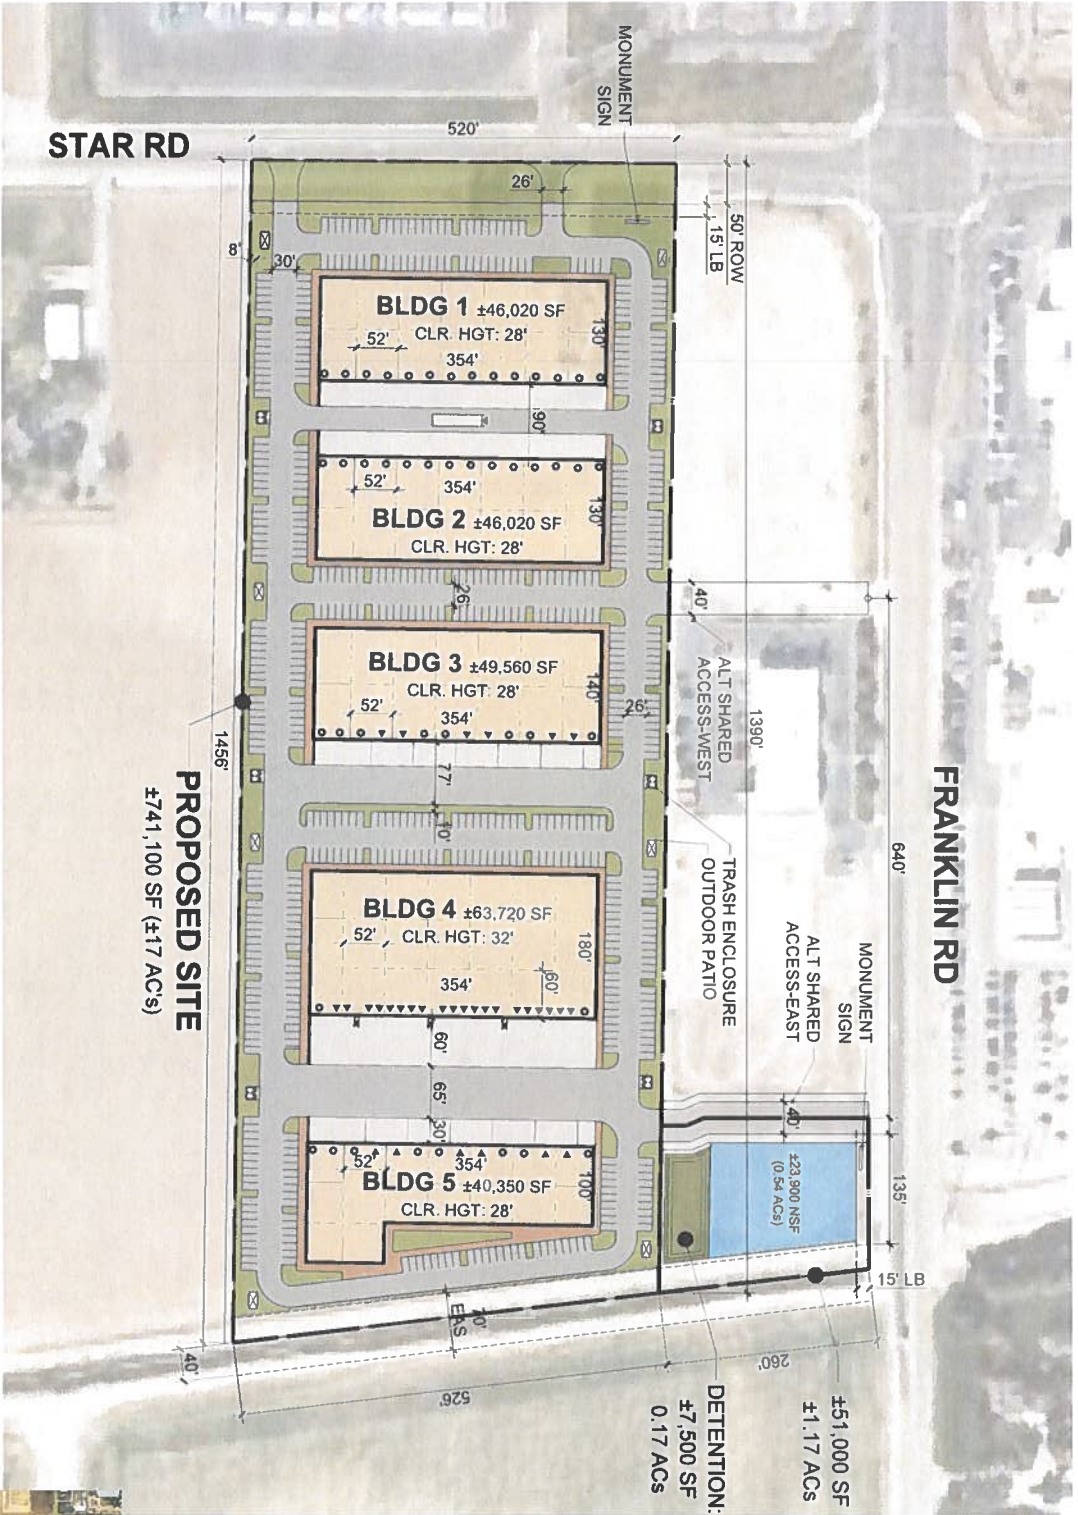 STAR RD
520'
MONUMENT
SIGN
26'
50' ROW
15' LB
8'
30'
BLDG 1 ±46,020 SF
CLR. HGT: 28'
130'
52'
354'
90'
52'
354'
130'
BLDG 2 ±46,020 SF
CLR. HGT: 28'
26'
40'
ALT SHARED
ACCESS-WEST
BLDG 3 ±49,560 SF
CLR. HGT: 28'
140'
52'
354'
26'
1390'
1456'
77'
10'
PROPOSED SITE
±741,100 SF (±17 AC's)
FRANKLIN RD
640'
TRASH ENCLOSURE
OUTDOOR PATIO
BLDG 4 ±63,720 SF
CLR. HGT: 32'
52'
180'
354'
60'
MONUMENT
SIGN
ALT SHARED
ACCESS-EAST
60'
65'
30'
40'
52'
354'
BLDG 5 ±40,350 SF
CLR. HGT: 28'
100'
±23,900 NSF
(0.54 ACs)
135'
15' LB
70'
EAS
40'
526'
260'
DETENTION:
±7,500 SF
0.17 ACs
±51,000 SF
±1.17 ACs